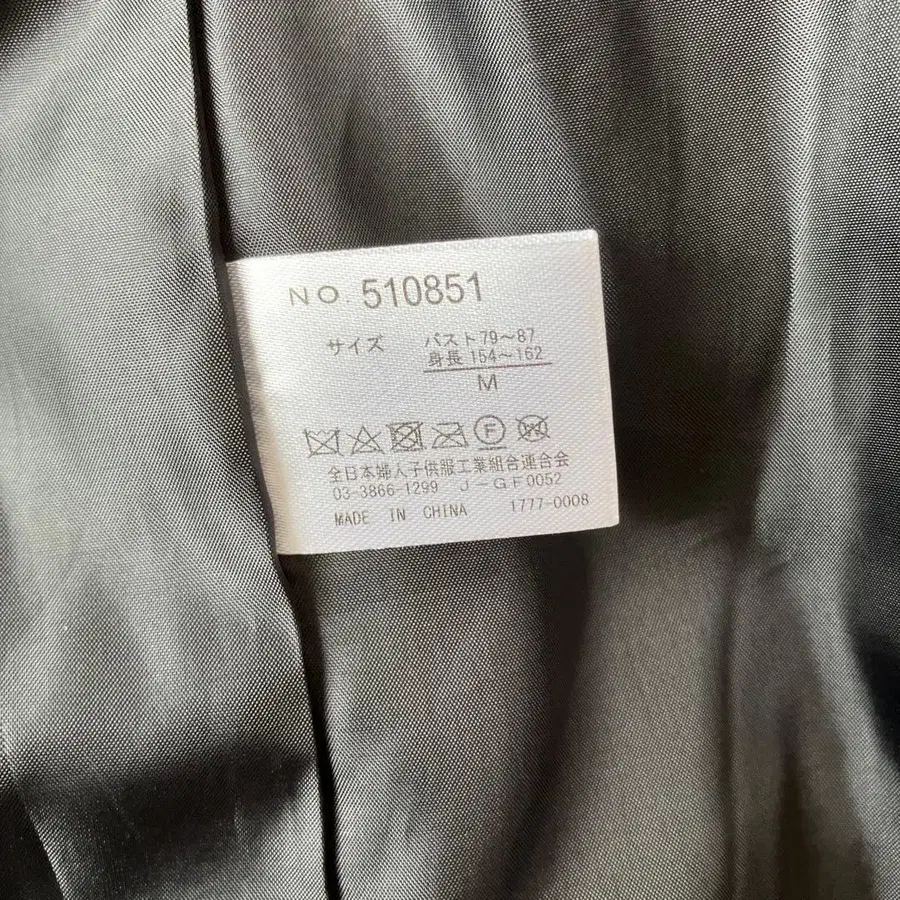 NO. 510851
サイズ バスト79～87
身長154～162
M
F W
全日本婦人子供服工業組合連合会
03-3866-1299 J-GF0052
MADE IN CHINA 1777-0008